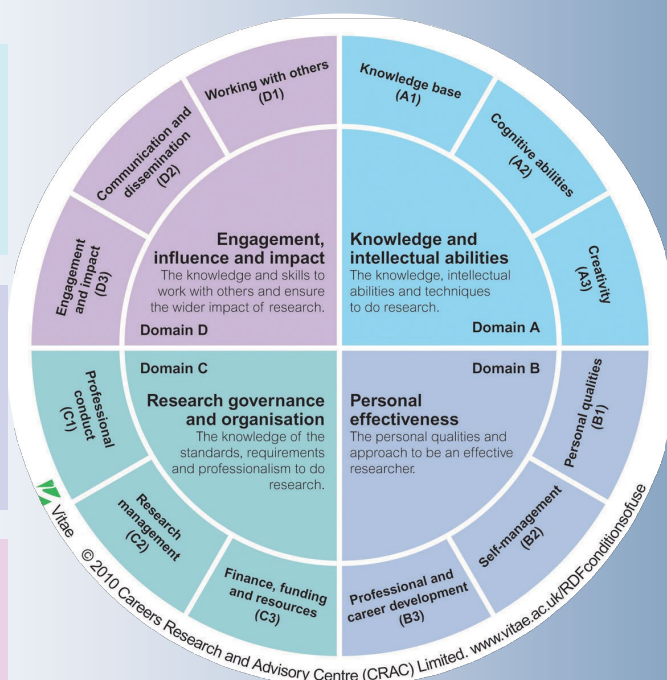 Knowledge base
(A1)
Cognitive abilities
(A2)
Creativity
(A3)
Knowledge and
intellectual abilities
The knowledge, intellectual
abilities and techniques
to do research.
Domain A
Domain B
Personal
effectiveness
The personal qualities and
approach to be an effective
researcher.
Personal qualities
(B1)
Self-management
(B2)
Professional and
career development
(B3)
Domain C
Research governance
and organisation
The knowledge of the
standards, requirements
and professionalism to do
research.
Professional
conduct
(C1)
Research
management
(C2)
Finance, funding
and resources
(C3)
Working with others
(D1)
Communication and
dissemination
(D2)
Engagement
and impact
(D3)
Engagement,
influence and impact
The knowledge and skills to
work with others and ensure
the wider impact of research.
Domain D
Vitae © 2010 Careers Research and Advisory Centre (CRAC) Limited. www.vitae.ac.uk/RDFconditionsofuse